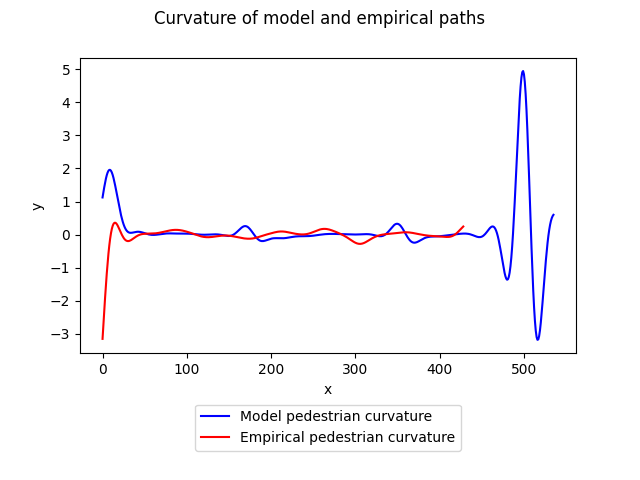 Curvature of model and empirical paths
y
5
4
3
2
1
0
−1
−2
−3
0 100 200 300 400 500
x
Model pedestrian curvature
Empirical pedestrian curvature